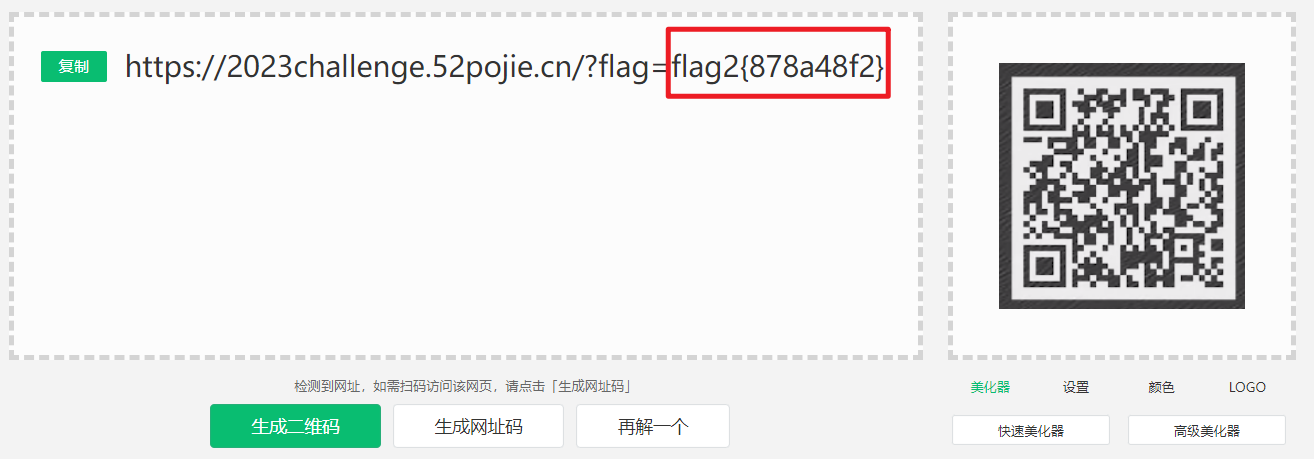 复制 https://2023challenge.52pojie.cn/?flag=flag2{878a48f2}
检测到网址，如需扫码访问该网页，请点击「生成网址码」
生成二维码 生成网址码 再解一个
美化器 设置 颜色 LOGO
快速美化器 高级美化器